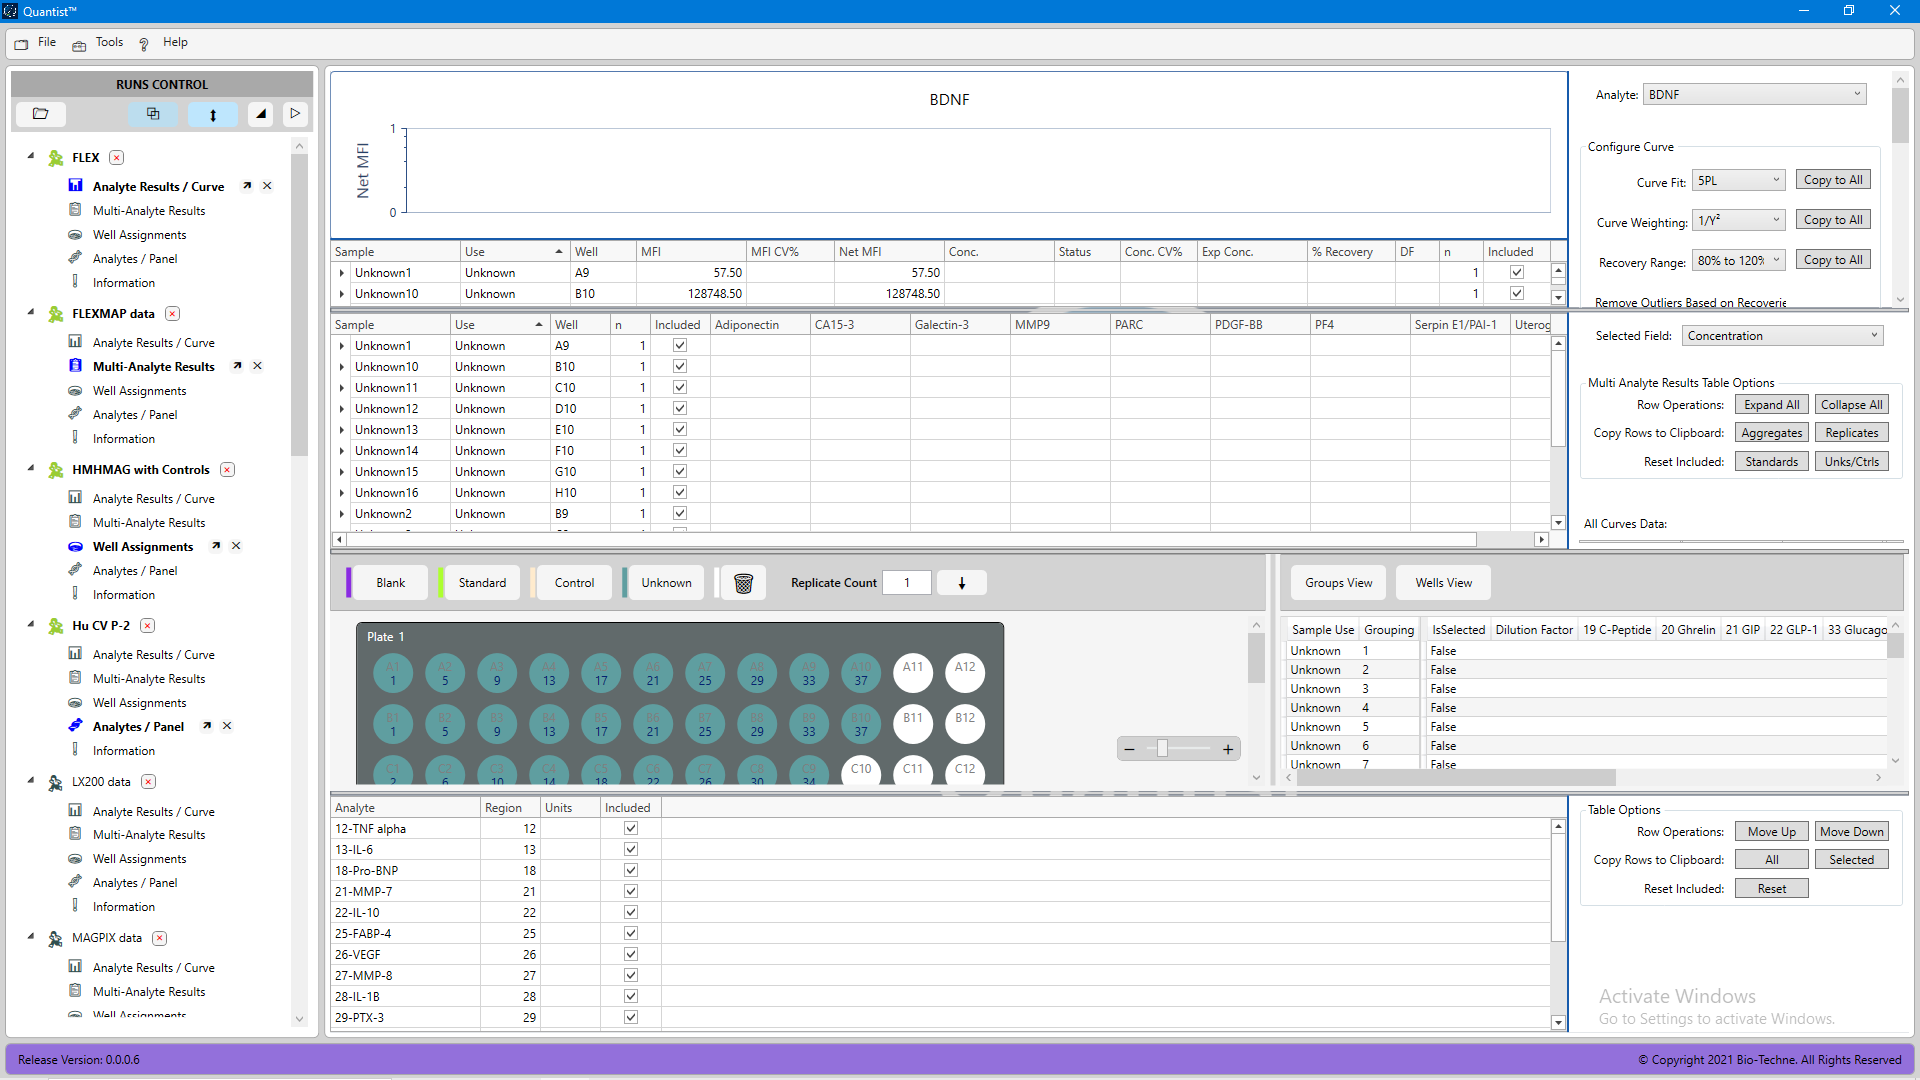 Quantist™
File Tools ? Help
RUNS CONTROL
FLEX
Analyte Results / Curve
Multi-Analyte Results
Well Assignments
Analytes / Panel
Information
FLEXMAP data
Analyte Results / Curve
Multi-Analyte Results
Well Assignments
Analytes / Panel
Information
HMHMAG with Controls
Analyte Results / Curve
Multi-Analyte Results
Well Assignments
Analytes / Panel
Information
Hu CV P-2
Analyte Results / Curve
Multi-Analyte Results
Well Assignments
Analytes / Panel
Information
LX200 data
Analyte Results / Curve
Multi-Analyte Results
Well Assignments
Analytes / Panel
Information
MAGPIX data
Analyte Results / Curve
Multi-Analyte Results
Well Assignments
BDNF
Net MFI
1
0
Sample Use Well MFI MFI CV% Net MFI Conc. Status Conc. CV% Exp Conc. % Recovery DF n Included
Unknown1 Unknown A9 57.50 57.50 1
Unknown10 Unknown B10 128748.50 128748.50 1
Analyte: BDNF
Configure Curve
Curve Fit: 5PL Copy to All
Curve Weighting: 1/Y² Copy to All
Recovery Range: 80% to 120% Copy to All
Remove Outliers Based on Recoverie
Sample Use Well n Included Adiponectin CA15-3 Galectin-3 MMP9 PARC PDGF-BB PF4 Serpin E1/PAI-1 Uterog
Unknown1 Unknown A9 1
Unknown10 Unknown B10 1
Unknown11 Unknown C10 1
Unknown12 Unknown D10 1
Unknown13 Unknown E10 1
Unknown14 Unknown F10 1
Unknown15 Unknown G10 1
Unknown16 Unknown H10 1
Unknown2 Unknown B9 1
Selected Field: Concentration
Multi Analyte Results Table Options
Row Operations: Expand All Collapse All
Copy Rows to Clipboard: Aggregates Replicates
Reset Included: Standards Unks/Ctrls
All Curves Data:
Blank Standard Control Unknown Replicate Count 1
Plate 1
A1 A2 A3 A4 A5 A6 A7 A8 A9 A10 A11 A12
1 5 9 13 17 21 25 29 33 37
B1 B2 B3 B4 B5 B6 B7 B8 B9 B10 B11 B12
1 5 9 13 17 21 25 29 33 37
C1 C2 C3 C4 C5 C6 C7 C8 C9 C10 C11 C12
2 6 10 14 18 22 26 30 34
Groups View Wells View
Sample Use Grouping IsSelected Dilution Factor 19 C-Peptide 20 Ghrelin 21 GIP 22 GLP-1 33 Glucago
Unknown 1 False
Unknown 2 False
Unknown 3 False
Unknown 4 False
Unknown 5 False
Unknown 6 False
Unknown 7 False
Analyte Region Units Included
12-TNF alpha 12
13-IL-6 13
18-Pro-BNP 18
21-MMP-7 21
22-IL-10 22
25-FABP-4 25
26-VEGF 26
27-MMP-8 27
28-IL-1B 28
29-PTX-3 29
Table Options
Row Operations: Move Up Move Down
Copy Rows to Clipboard: All Selected
Reset Included: Reset
Activate Windows
Go to Settings to activate Windows.
Release Version: 0.0.0.6
© Copyright 2021 Bio-Techne. All Rights Reserved